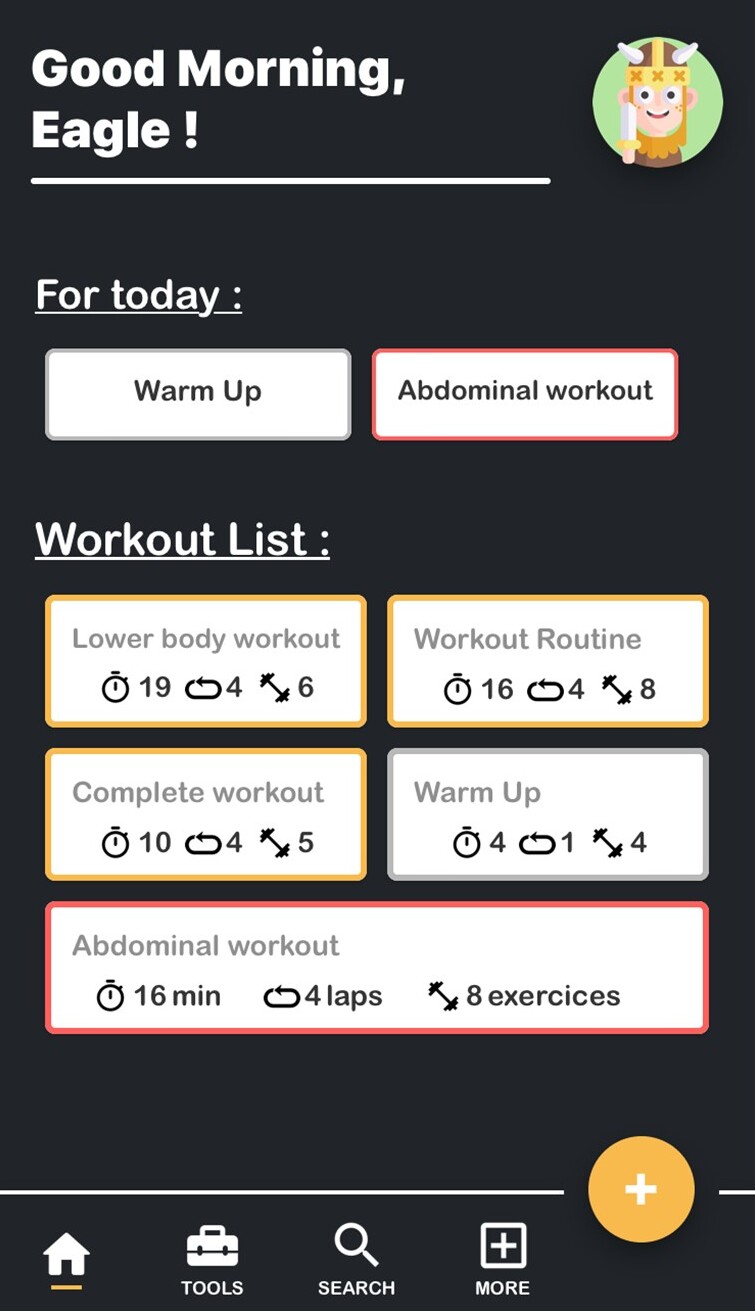 Good Morning,
Eagle !
For today :
Warm Up
Abdominal workout
Workout List :
Lower body workout
19 4 6
Workout Routine
16 4 8
Complete workout
10 4 5
Warm Up
4 1 4
Abdominal workout
16 min 4 laps 8 exercices
TOOLS
SEARCH
MORE